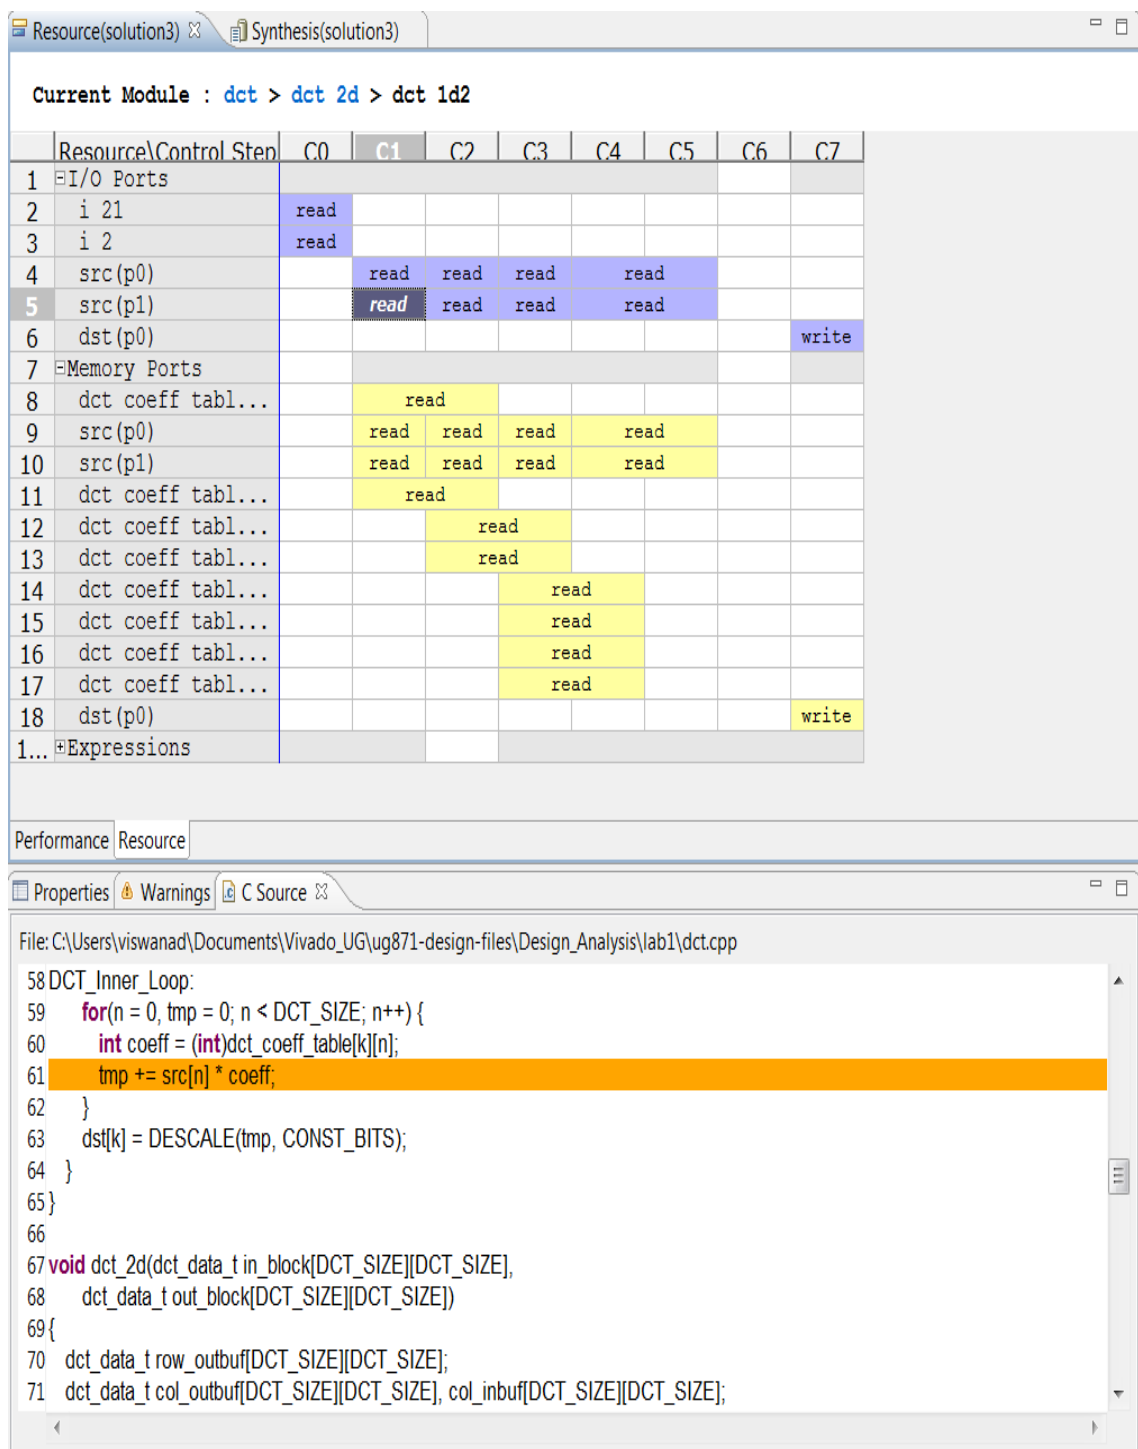 Resource(solution3) Synthesis(solution3)
Current Module : dct > dct 2d > dct 1d2
Resource\Control Step C0 C1 C2 C3 C4 C5 C6 C7
1 I/O Ports
2 i 21 read
3 i 2 read
4 src(p0) read read read read
5 src(p1) read read read read
6 dst(p0) write
7 Memory Ports
8 dct coeff tabl... read
9 src(p0) read read read read
10 src(p1) read read read read
11 dct coeff tabl... read
12 dct coeff tabl... read
13 dct coeff tabl... read
14 dct coeff tabl... read
15 dct coeff tabl... read
16 dct coeff tabl... read
17 dct coeff tabl... read
18 dst(p0) write
1... Expressions
Performance Resource
Properties Warnings C Source
File: C:\Users\viswanad\Documents\Vivado_UG\ug871-design-files\Design_Analysis\lab1\dct.cpp
58 DCT_Inner_Loop:
59 for(n = 0, tmp = 0; n < DCT_SIZE; n++) {
60 int coeff = (int)dct_coeff_table[k][n];
61 tmp += src[n] * coeff;
62 }
63 dst[k] = DESCALE(tmp, CONST_BITS);
64 }
65 }
66
67 void dct_2d(dct_data_t in_block[DCT_SIZE][DCT_SIZE],
68 dct_data_t out_block[DCT_SIZE][DCT_SIZE])
69 {
70 dct_data_t row_outbuf[DCT_SIZE][DCT_SIZE];
71 dct_data_t col_outbuf[DCT_SIZE][DCT_SIZE], col_inbuf[DCT_SIZE][DCT_SIZE];